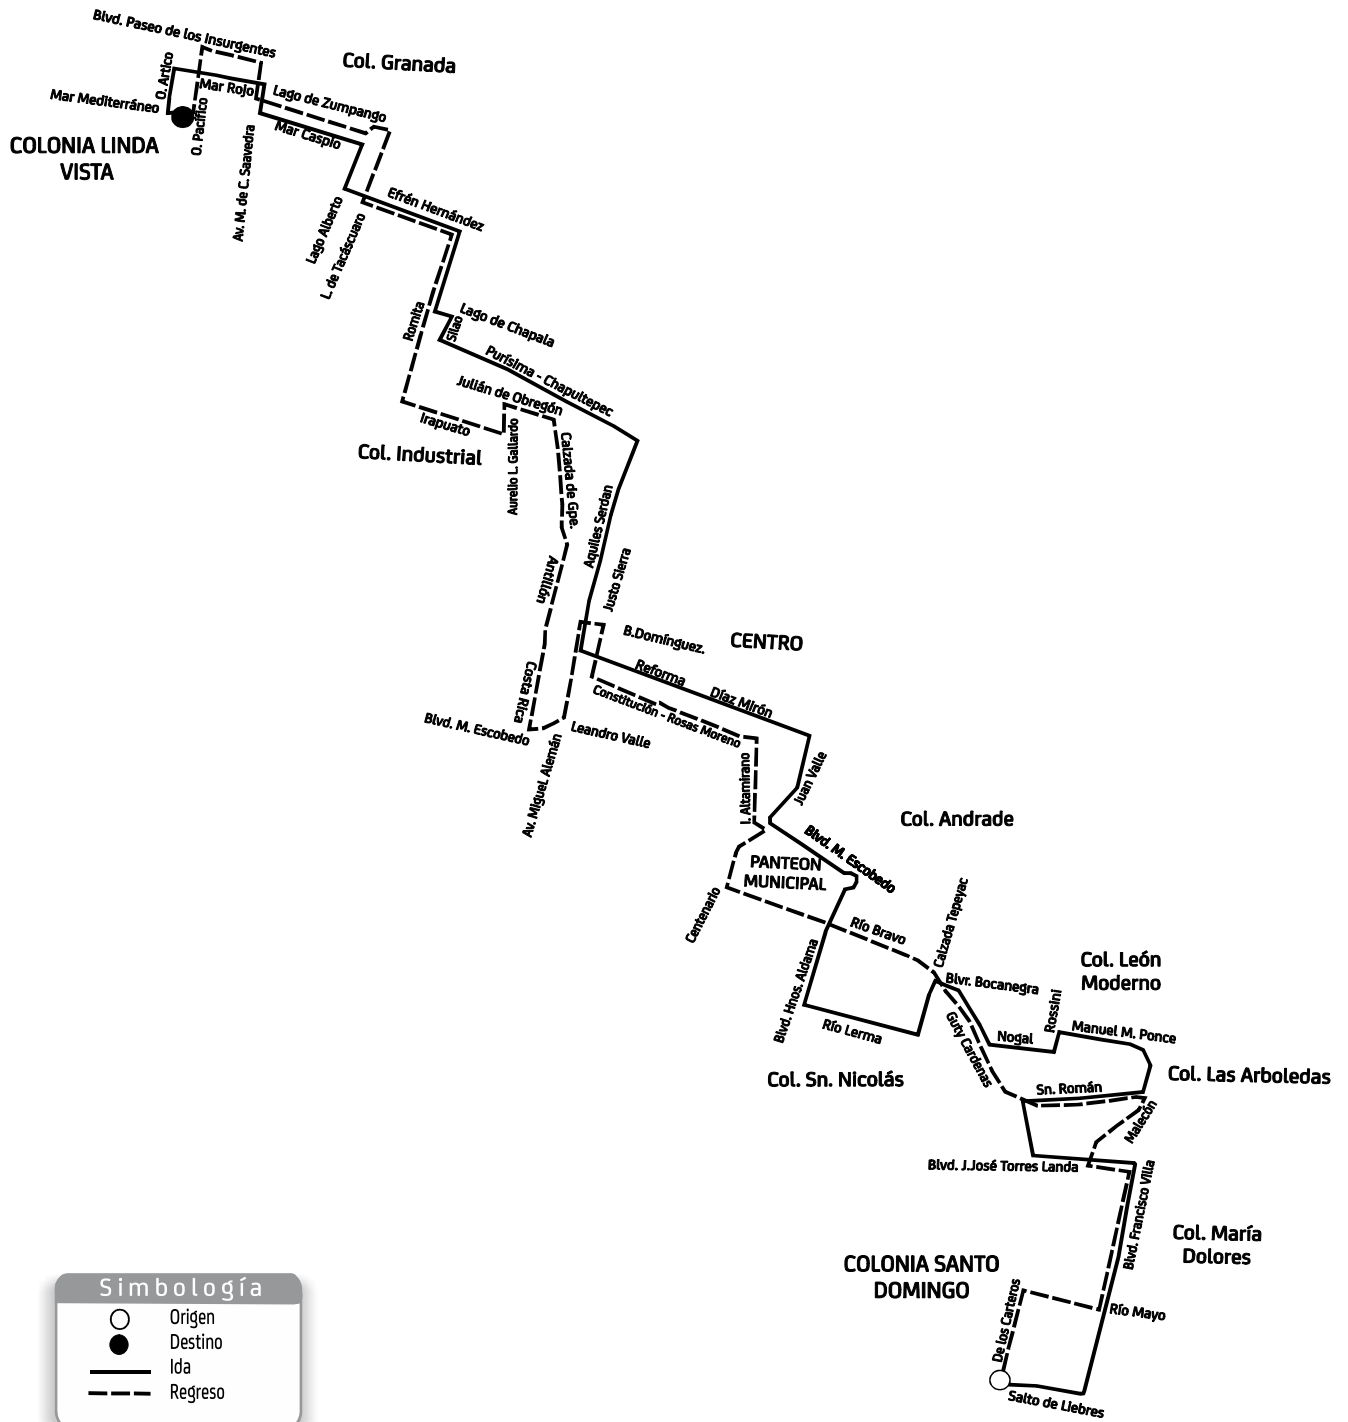 Blvd. Paseo de los Insurgentes
Col. Granada
O. Artico
Mar Rojo
Lago de Zumpango
Mar Mediterráneo
O. Pacífico
Mar Caspio
COLONIA LINDA
VISTA
Av. M. de C. Saavedra
Efrén Hernández
Lago Alberto
L. de Tacáscuaro
Romita
Silao
Lago de Chapala
Purísima - Chapultepec
Julián de Obregón
Irapuato
Col. Industrial
Aurelio L. Gallardo
Calzada de Gpe.
Aquiles Serdan
Antillón
Justo Sierra
B.Domínguez.
CENTRO
Reforma
Díaz Mirón
Costa Rica
Constitución - Rosas Moreno
Blvd. M. Escobedo
Leandro Valle
Av. Miguel Alemán
I. Altamirano
Juan Valle
Col. Andrade
Blvd. M. Escobedo
PANTEON
MUNICIPAL
Centenario
Río Bravo
Calzada Tepeyac
Blvd. Hnos. Aldama
Col. León
Moderno
Blvr. Bocanegra
Rossini
Río Lerma
Guty Cardenas
Nogal
Manuel M. Ponce
Col. Sn. Nicolás
Sn. Román
Col. Las Arboledas
Malecón
Blvd. J.José Torres Landa
Blvd. Francisco Villa
Col. María
Dolores
COLONIA SANTO
DOMINGO
De los Carteros
Río Mayo
Salto de Liebres
Simbología
Origen
Destino
Ida
Regreso